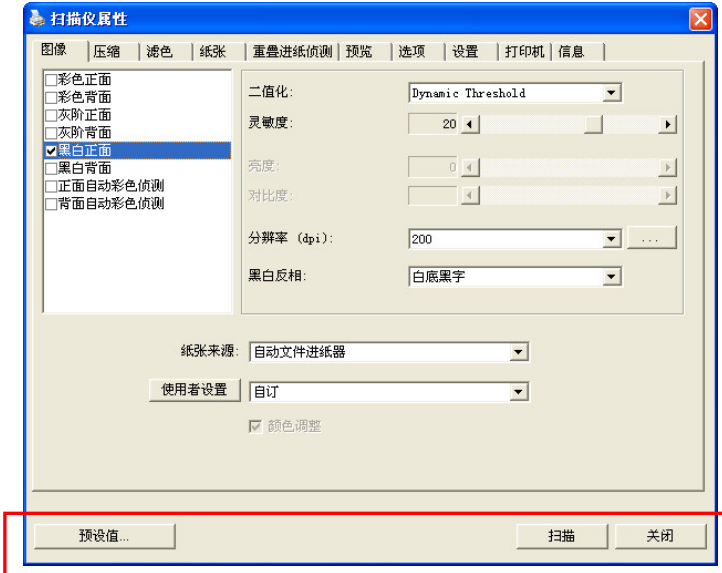 扫描仪属性
图像 压缩 滤色 纸张 重叠进纸侦测 预览 选项 设置 打印机 信息
彩色正面
彩色背面
灰阶正面
灰阶背面
黑白正面
黑白背面
正面自动彩色侦测
背面自动彩色侦测
二值化: Dynamic Threshold
灵敏度: 20
亮度: 0
对比度:
分辨率 (dpi): 200 ...
黑白反相: 白底黑字
纸张来源: 自动文件进纸器
使用者设置 自订
颜色调整
预设值... 扫描 关闭